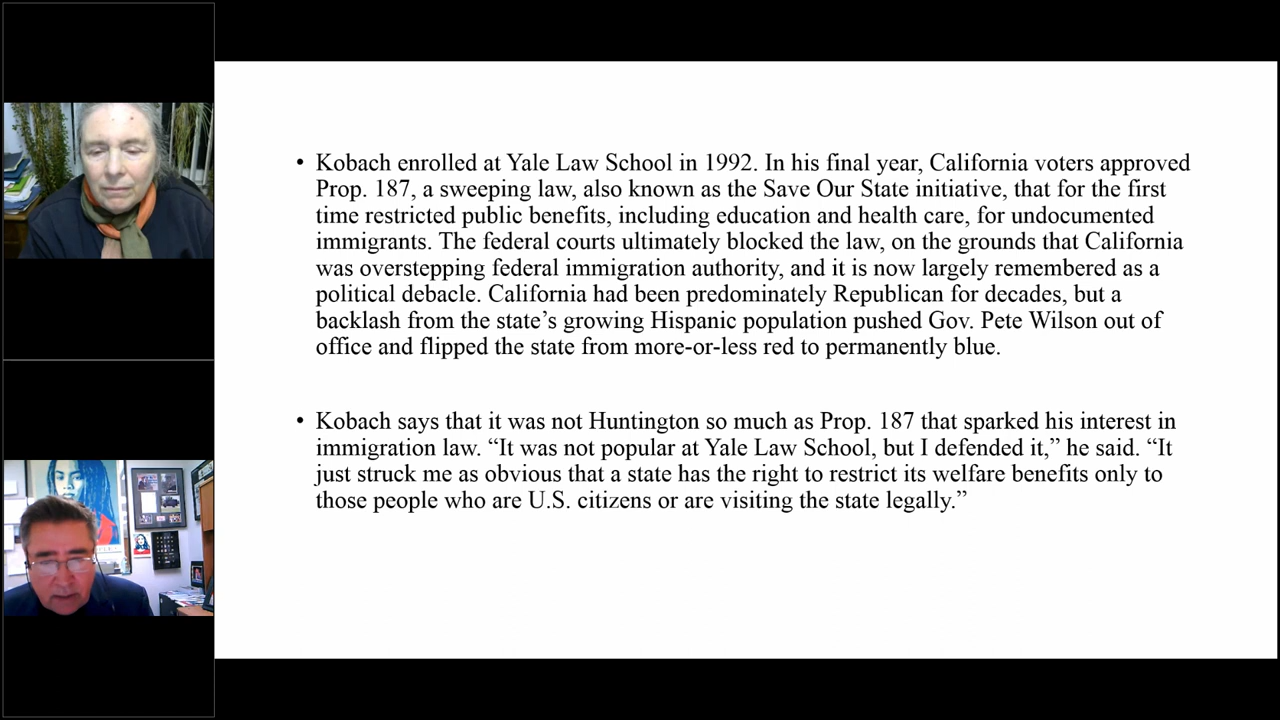 • Kobach enrolled at Yale Law School in 1992. In his final year, California voters approved
Prop. 187, a sweeping law, also known as the Save Our State initiative, that for the first
time restricted public benefits, including education and health care, for undocumented
immigrants. The federal courts ultimately blocked the law, on the grounds that California
was overstepping federal immigration authority, and it is now largely remembered as a
political debacle. California had been predominately Republican for decades, but a
backlash from the state’s growing Hispanic population pushed Gov. Pete Wilson out of
office and flipped the state from more-or-less red to permanently blue.
• Kobach says that it was not Huntington so much as Prop. 187 that sparked his interest in
immigration law. “It was not popular at Yale Law School, but I defended it,” he said. “It
just struck me as obvious that a state has the right to restrict its welfare benefits only to
those people who are U.S. citizens or are visiting the state legally.”